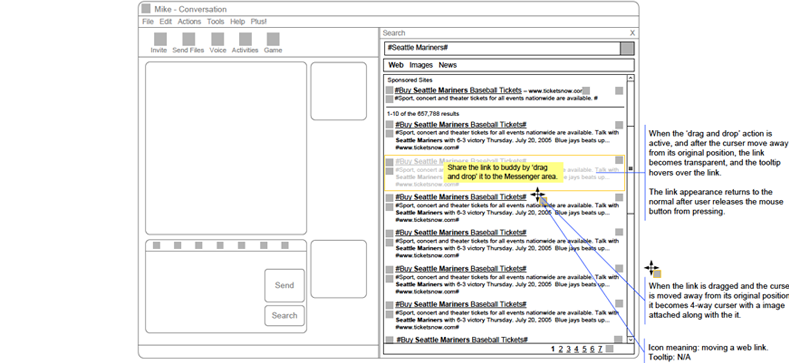 Mike - Conversation
File Edit Actions Tools Help Plus!
Invite Send Files Voice Activities Game
Send
Search
Search X
#Seattle Mariners#
Web Images News
Sponsored Sites
#Buy Seattle Mariners Baseball Tickets – www.ticketsnow.com
#Sport, concert and theater tickets for all events nationwide are available. #
1-10 of the 657,788 results
#Buy Seattle Mariners Baseball Tickets#
#Sport, concert and theater tickets for all events nationwide are available. Talk with
Seattle Mariners with 6-3 victory Thursday. July 20, 2005 Blue jays beats up...
#www.ticketsnow.com#
#Buy Seattle Mariners Baseball Tickets#
#Sport, concert and available. Talk with
Seattle Mariners with beats up...
#www.ticketsnow.com#
Share the link to buddy by 'drag
and drop' it to the Messenger area.
#Buy Seattle Mariners Baseball Tickets#
#Sport, concert and theater tickets for all events nationwide are available. Talk with
Seattle Mariners with 6-3 victory Thursday. July 20, 2005 Blue jays beats up...
#www.ticketsnow.com#
#Buy Seattle Mariners Baseball Tickets#
#Sport, concert and theater tickets for all events nationwide are available. Talk with
Seattle Mariners with 6-3 victory Thursday. July 20, 2005 Blue jays beats up...
#www.ticketsnow.com#
#Buy Seattle Mariners Baseball Tickets#
#Sport, concert and theater tickets for all events nationwide are available. Talk with
Seattle Mariners with 6-3 victory Thursday. July 20, 2005 Blue jays beats up...
#www.ticketsnow.com#
#Buy Seattle Mariners Baseball Tickets#
#Sport, concert and theater tickets for all events nationwide are available. Talk with
Seattle Mariners with 6-3 victory Thursday. July 20, 2005 Blue jays beats up...
#www.ticketsnow.com#
#Buy Seattle Mariners Baseball Tickets#
1 2 3 4 5 6 7
When the 'drag and drop' action is
active, and after the curser move away
from its original position, the link
becomes transparent, and the tooltip
hovers over the link.
The link appearance returns to the
normal after user releases the mouse
button from pressing.
When the link is dragged and the curse
is moved away from its original position
it becomes 4-way curser with a image
attached along with the it.
Icon meaning: moving a web link.
Tooltip: N/A